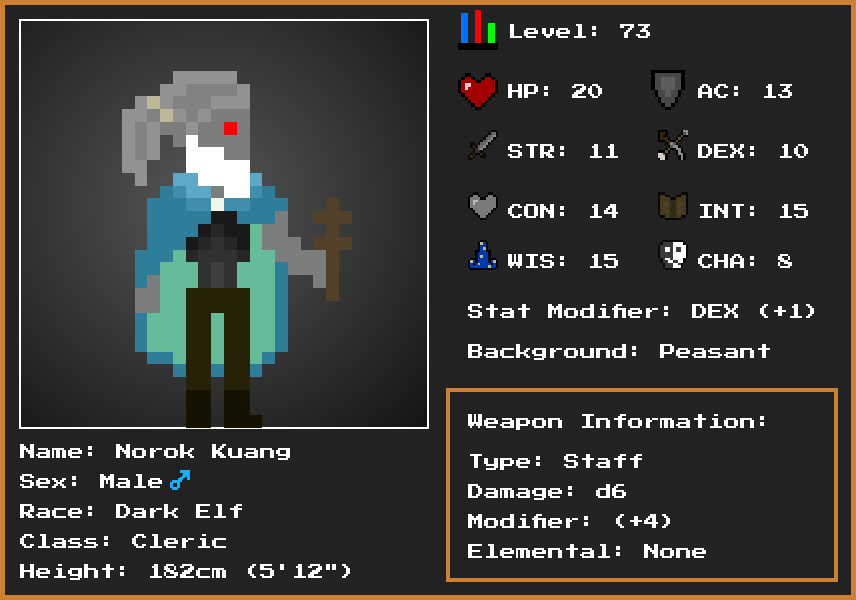 Level: 73
HP: 20
AC: 13
STR: 11
DEX: 10
CON: 14
INT: 15
WIS: 15
CHA: 8
Stat Modifier: DEX (+1)
Background: Peasant
Weapon Information:
Type: Staff
Damage: d6
Modifier: (+4)
Elemental: None
Name: Norok Kuang
Sex: Male♂
Race: Dark Elf
Class: Cleric
Height: 182cm (5'12")